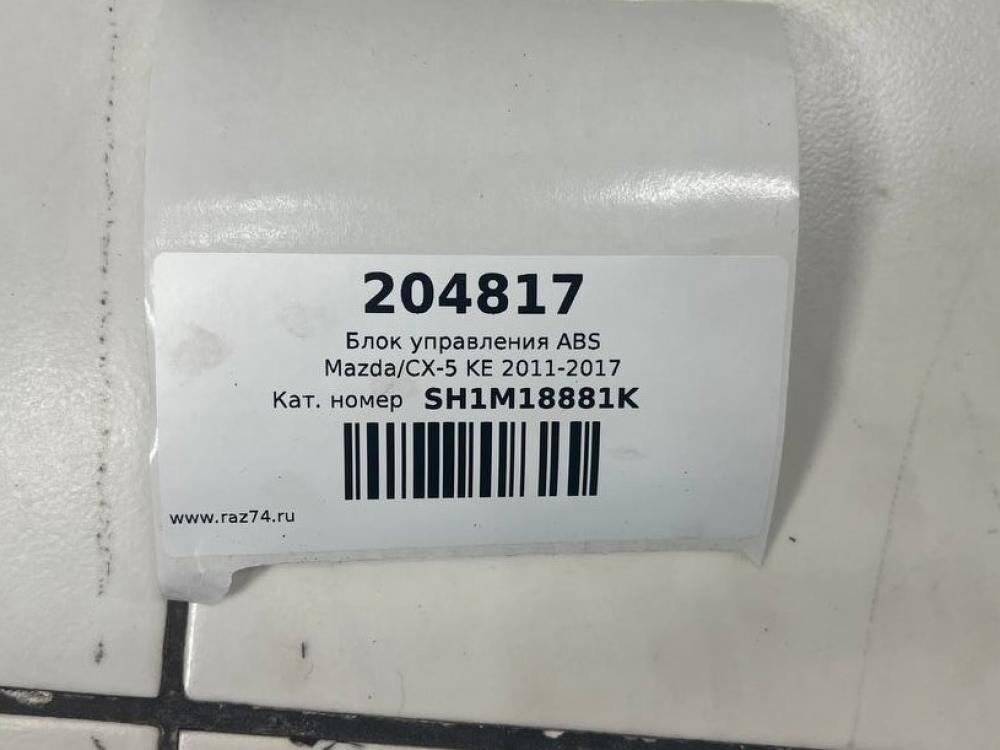 204817
Блок управления ABS
Mazda/CX-5 KE 2011-2017
Кат. номер SH1M18881K
www.raz74.ru